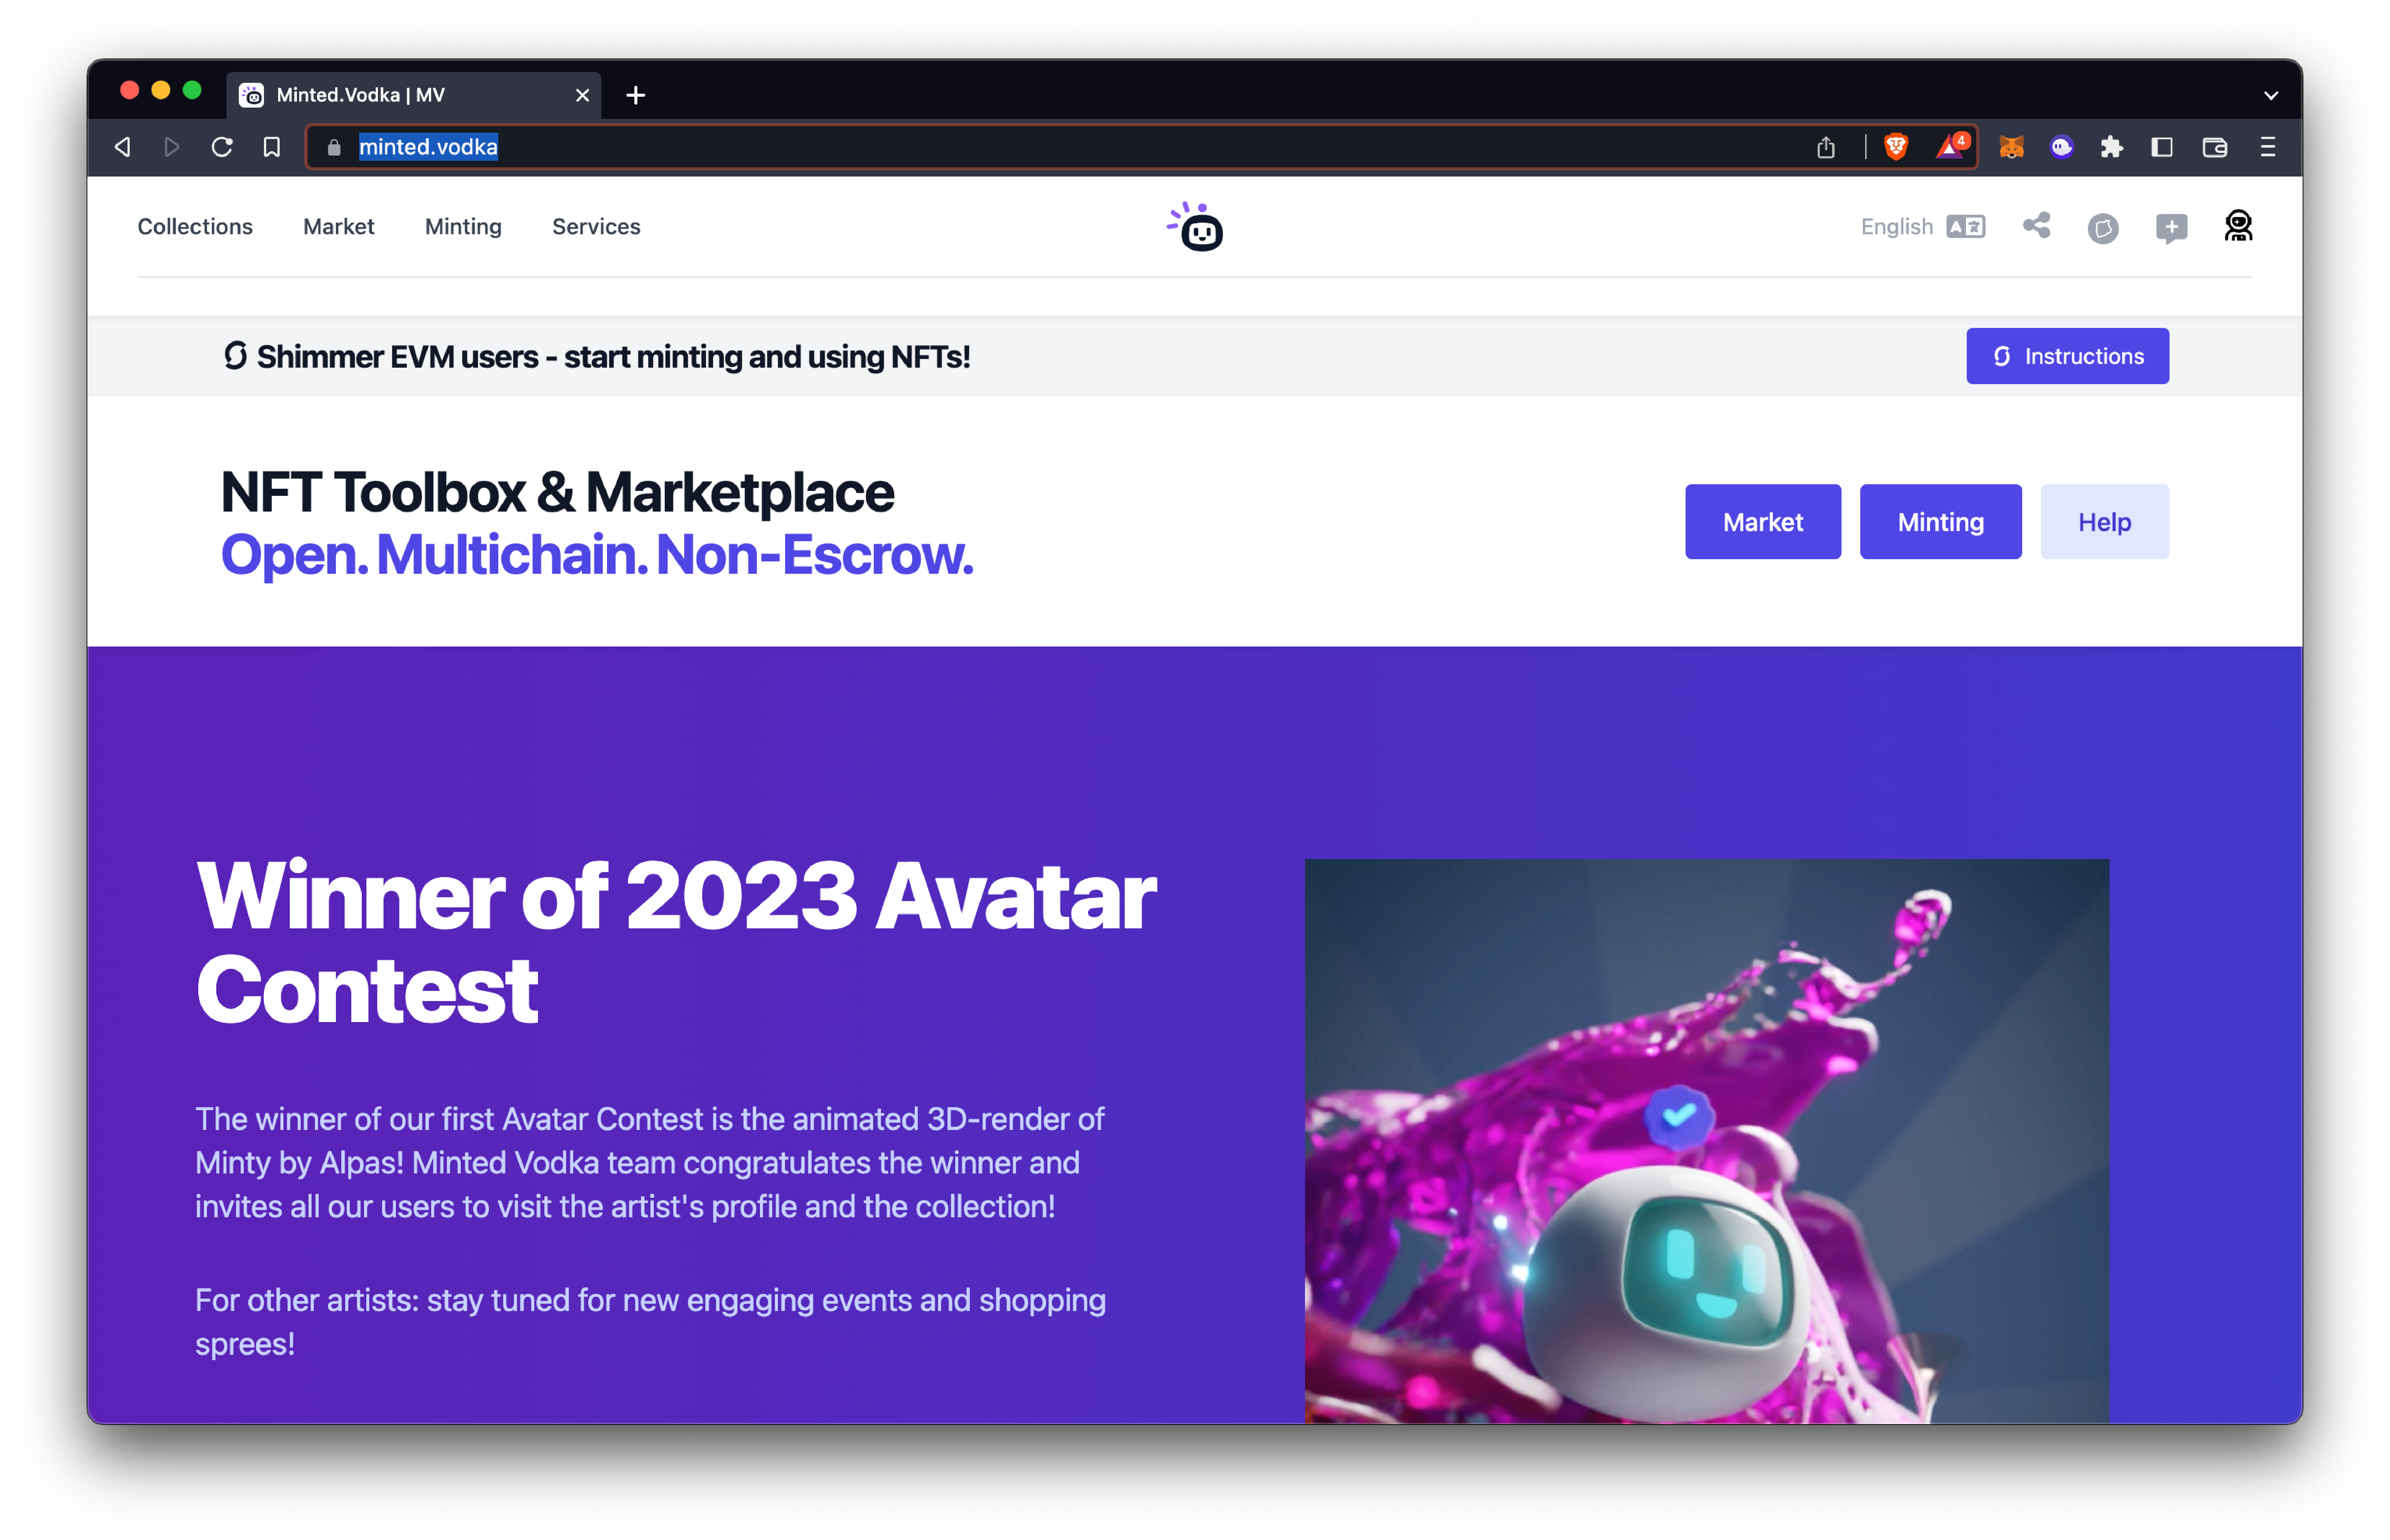 Minted.Vodka | MV
minted.vodka
4
Collections Market Minting Services
English
Shimmer EVM users - start minting and using NFTs!
Instructions
NFT Toolbox & Marketplace
Open. Multichain. Non-Escrow.
Market Minting Help
Winner of 2023 Avatar
Contest
The winner of our first Avatar Contest is the animated 3D-render of
Minty by Alpas! Minted Vodka team congratulates the winner and
invites all our users to visit the artist's profile and the collection!
For other artists: stay tuned for new engaging events and shopping
sprees!